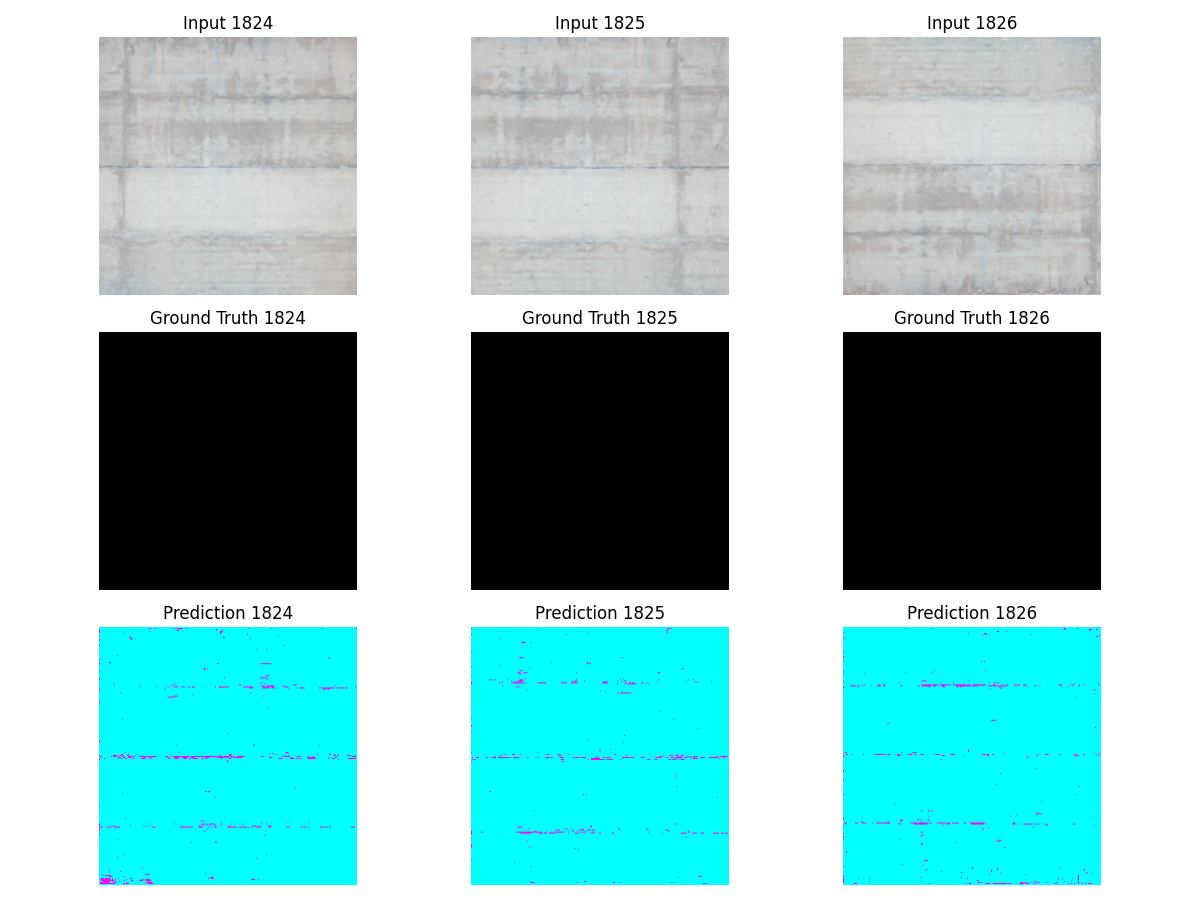 Input 1824
Input 1825
Input 1826
Ground Truth 1824
Ground Truth 1825
Ground Truth 1826
Prediction 1824
Prediction 1825
Prediction 1826